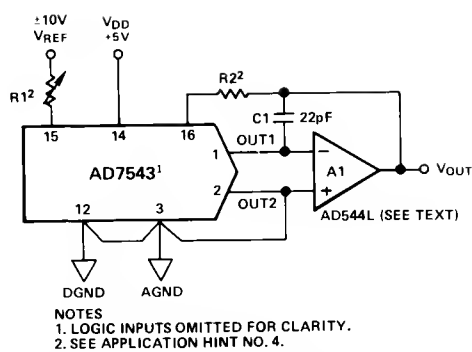 ±10V
VREF
VDD
+5V
R1²
R2²
C1
22pF
15
14
16
OUT1
1
AD7543¹
2
OUT2
A1
−
+
VOUT
AD544L (SEE TEXT)
12
3
DGND
AGND
NOTES
1. LOGIC INPUTS OMITTED FOR CLARITY.
2. SEE APPLICATION HINT NO. 4.